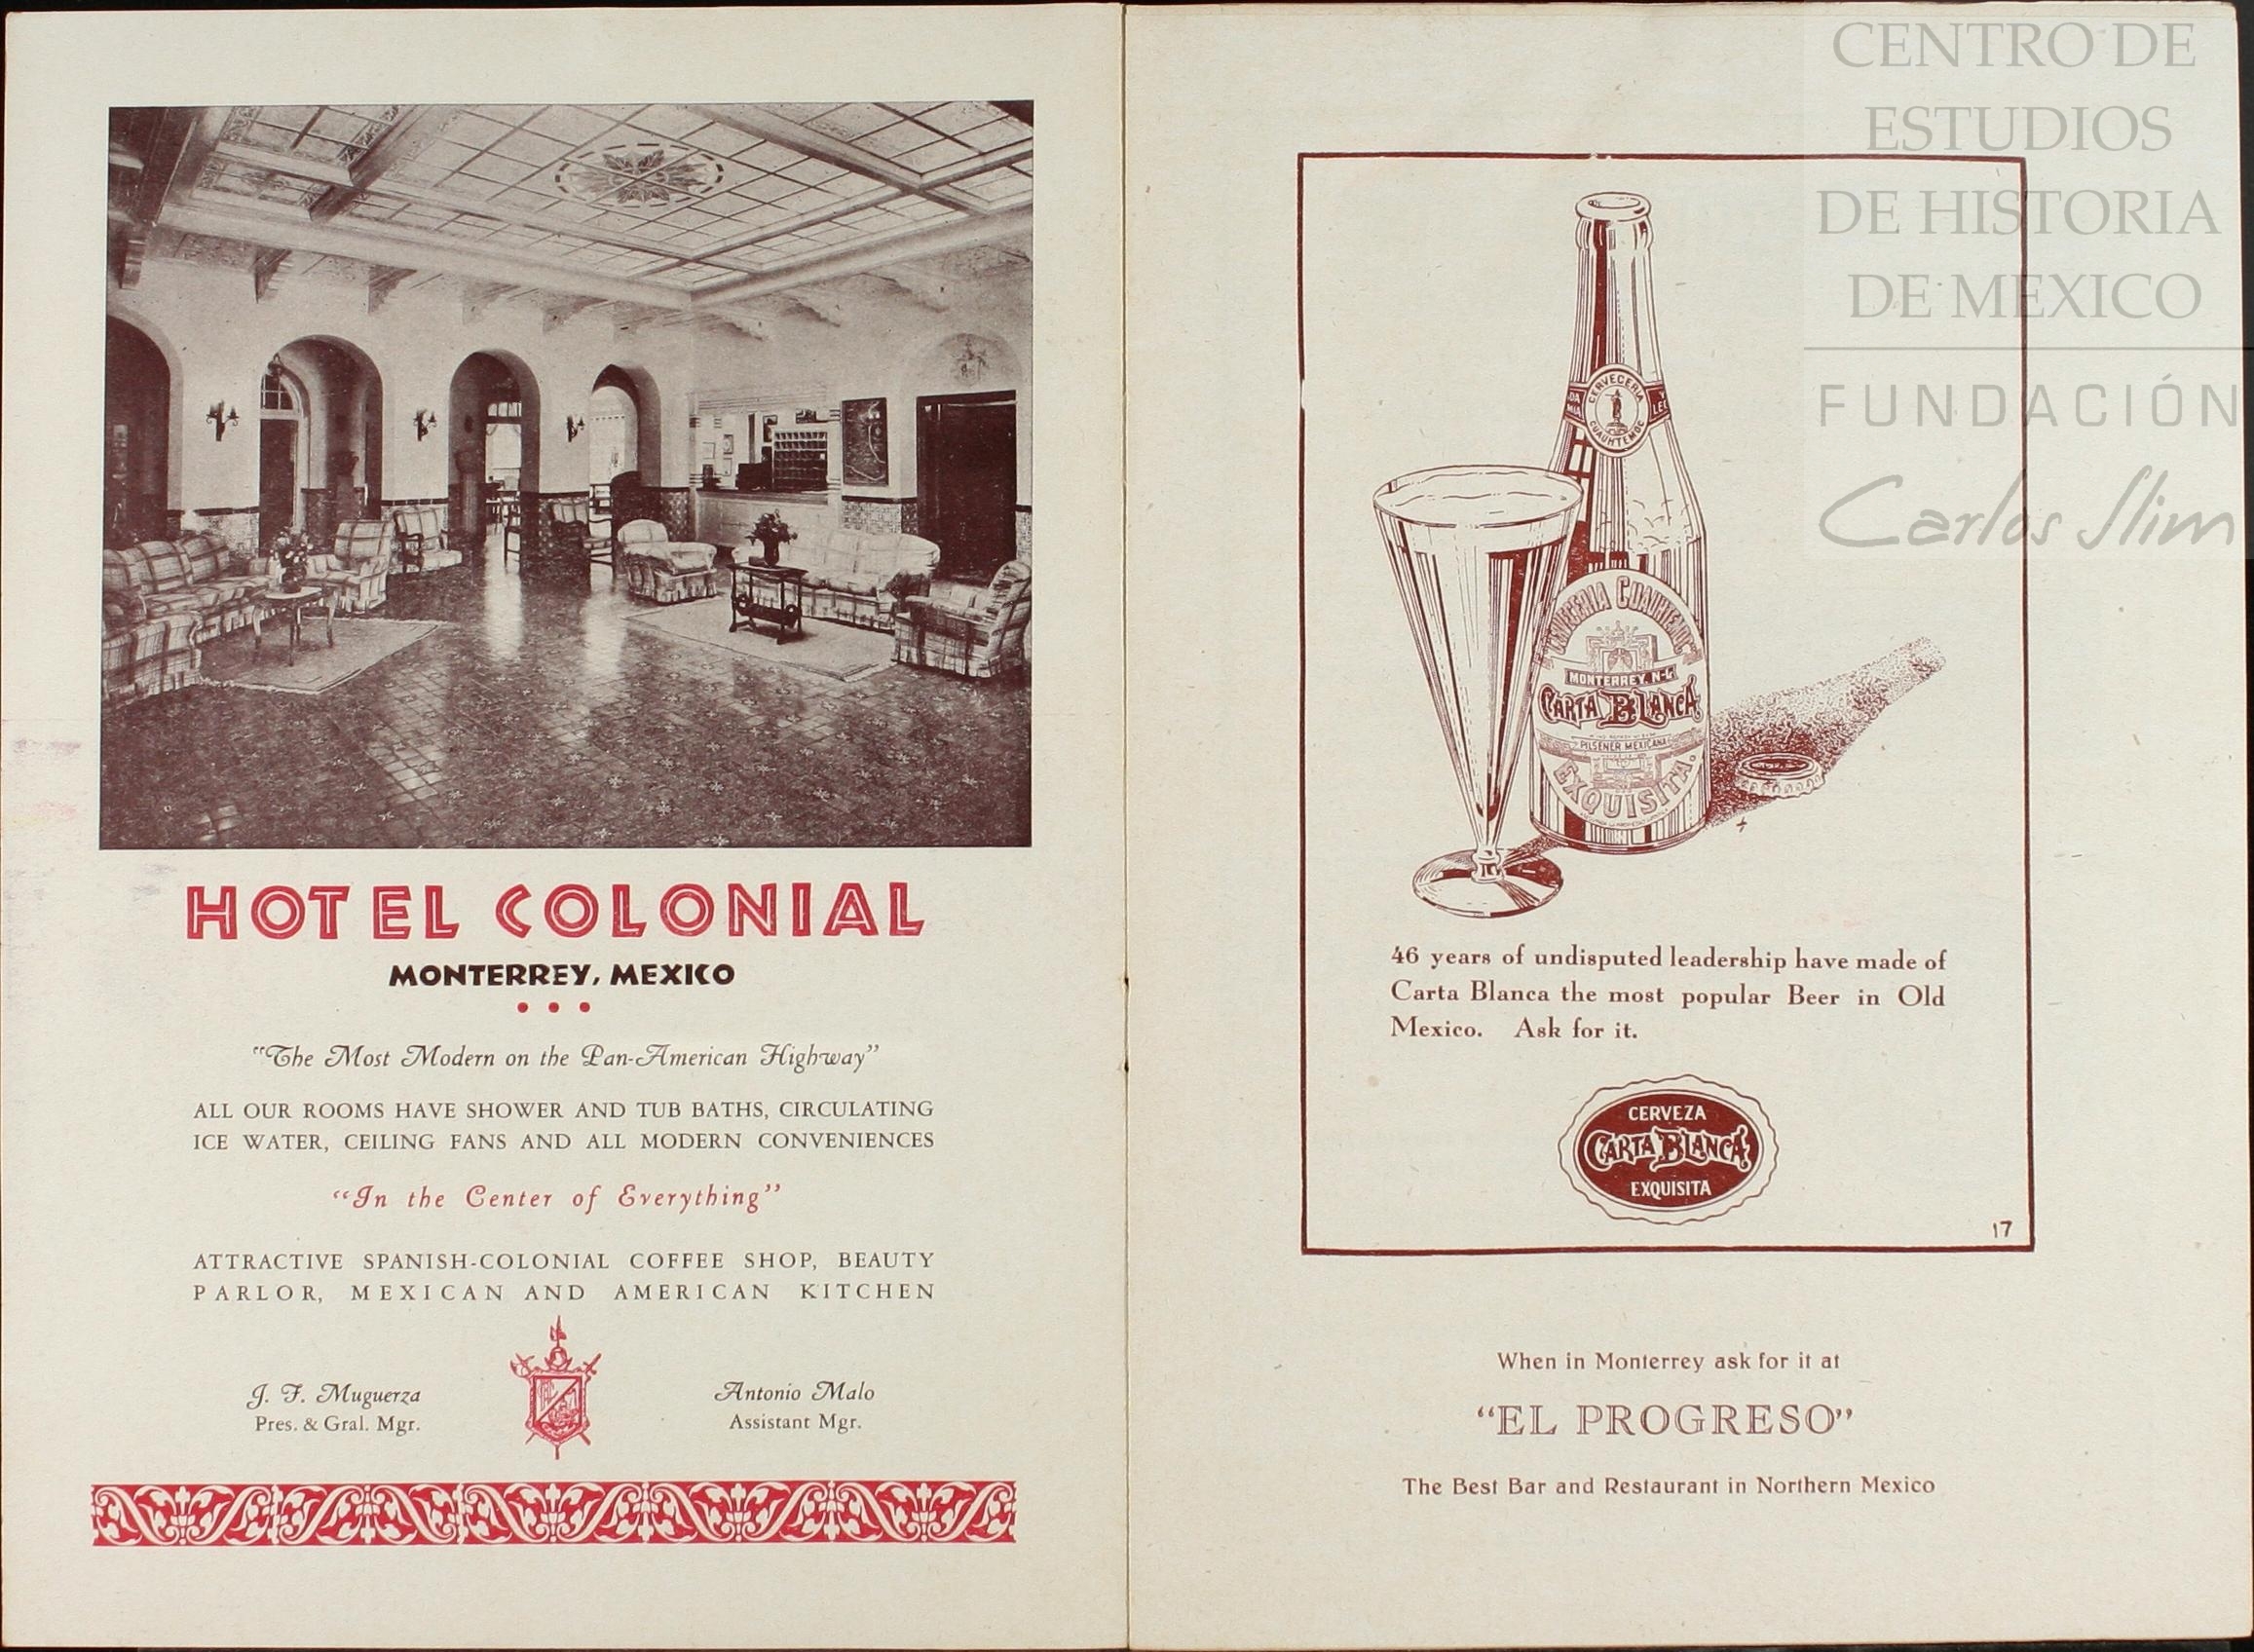 HOTEL COLONIAL
MONTERREY, MEXICO
"The Most Modern on the Pan-American Highway"
ALL OUR ROOMS HAVE SHOWER AND TUB BATHS, CIRCULATING
ICE WATER, CEILING FANS AND ALL MODERN CONVENIENCES
"In the Center of Everything"
ATTRACTIVE SPANISH-COLONIAL COFFEE SHOP, BEAUTY
PARLOR, MEXICAN AND AMERICAN KITCHEN
J. F. Muguerza
Pres. & Gral. Mgr.
Antonio Malo
Assistant Mgr.
CENTRO DE
ESTUDIOS
DE HISTORIA
DE MEXICO
FUNDACIÓN
Carlos Slim
CERVECERIA
CUAUHTEMOC
CERVECERIA CUAUHTEMOC
MONTERREY, N-L
CARTA BLANCA
PILSENER MEXICANA
EXQUISITA
46 years of undisputed leadership have made of
Carta Blanca the most popular Beer in Old
Mexico. Ask for it.
CERVEZA
CARTA BLANCA
EXQUISITA
17
When in Monterrey ask for it at
"EL PROGRESO"
The Best Bar and Restaurant in Northern Mexico